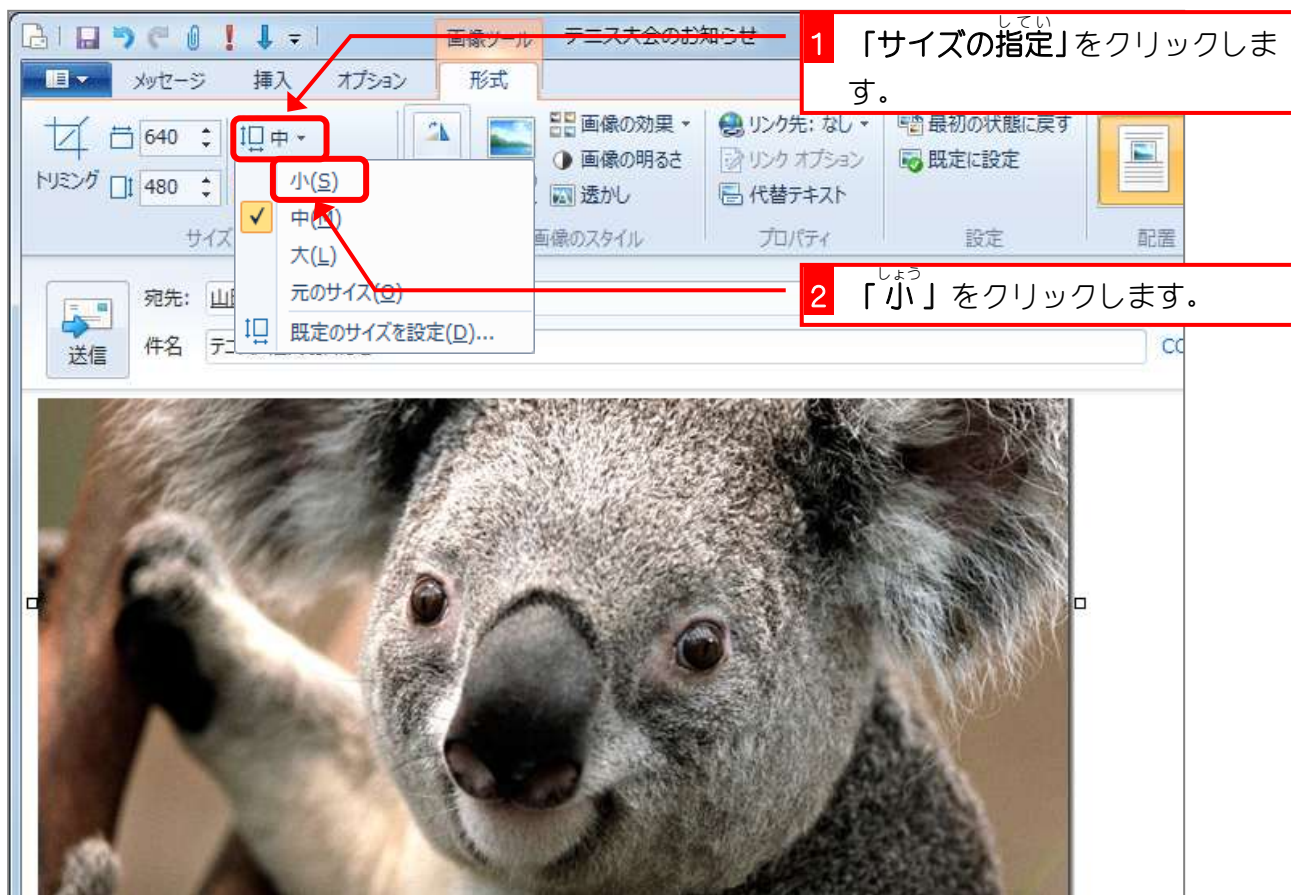 画像ツール テニス大会のお知らせ
メッセージ 挿入 オプション 形式
1 「サイズの指定」をクリックしま
してい
す。
トリミング
640
480
中
サイズ
小(S)
中(M)
大(L)
元のサイズ(O)
既定のサイズを設定(D)...
画像の効果
画像の明るさ
透かし
画像のスタイル
リンク先: なし
リンク オプション
代替テキスト
プロパティ
最初の状態に戻す
既定に設定
設定
配置
2 「小」をクリックします。
しょう
送信
宛先:
件名